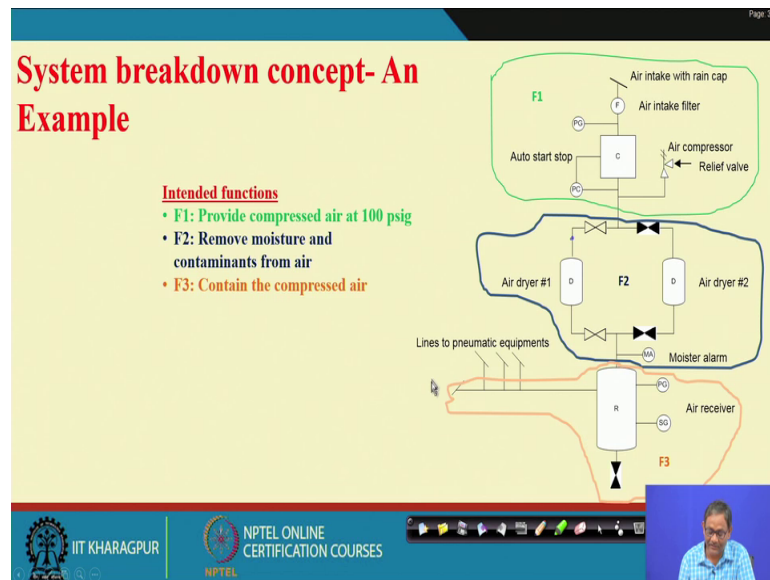 Page: 3
System breakdown concept- An
Example
Intended functions
• F1: Provide compressed air at 100 psig
• F2: Remove moisture and
contaminants from air
• F3: Contain the compressed air
F1
Air intake with rain cap
F
Air intake filter
PG
Auto start stop
C
Air compressor
Relief valve
PC
Air dryer #1
D
F2
D
Air dryer #2
Lines to pneumatic equipments
MA
Moister alarm
PG
R
Air receiver
SG
F3
IIT KHARAGPUR
NPTEL
NPTEL ONLINE
CERTIFICATION COURSES